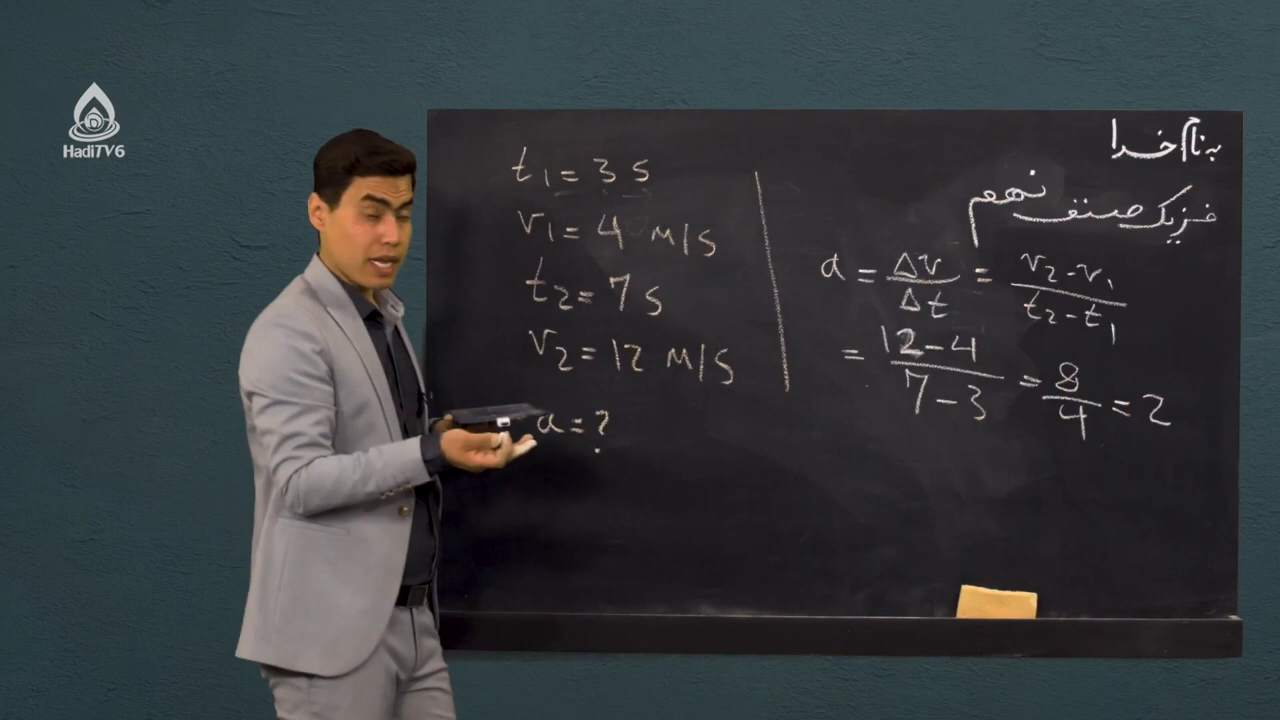 HadiTV6
به نام خدا
فزیک صنف نهم
t₁ = 3 s
v₁ = 4 m/s
t₂ = 7 s
v₂ = 12 m/s
a = ?
a = Δv/Δt = (v₂ - v₁)/(t₂ - t₁)
= (12 - 4)/(7 - 3) = 8/4 = 2